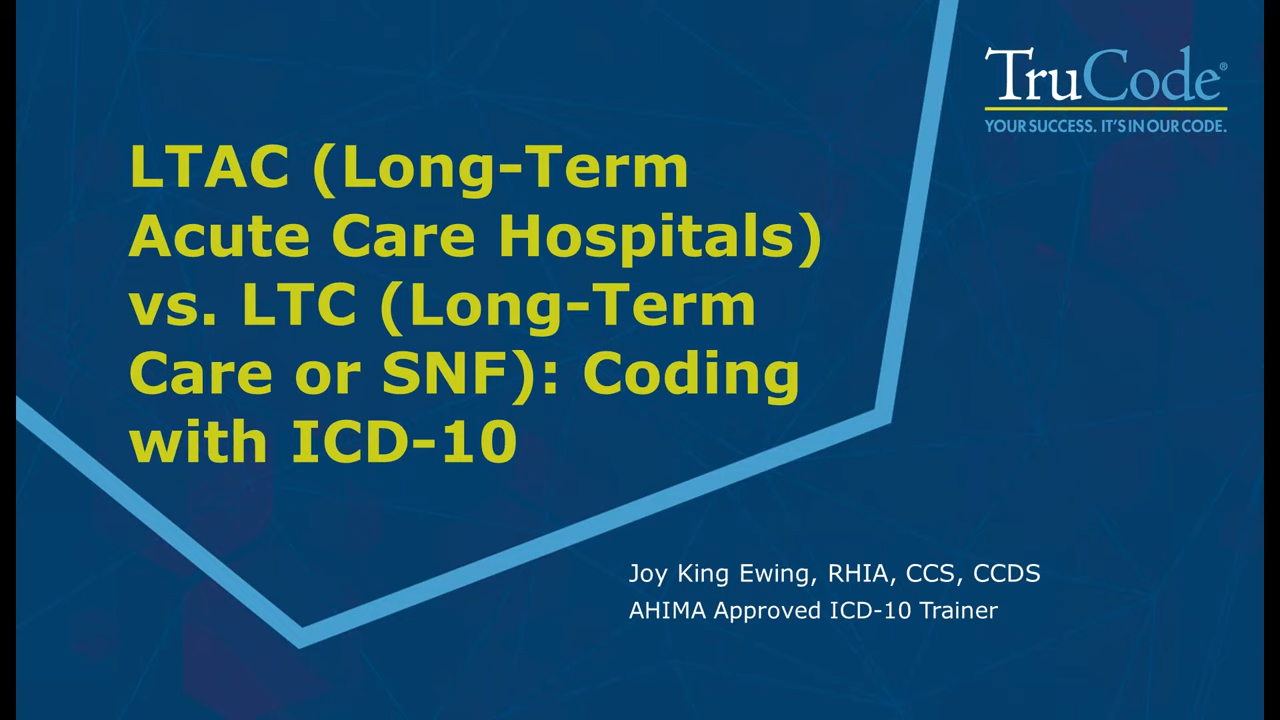 TruCode®
YOUR SUCCESS. IT'S IN OUR CODE.
LTAC (Long-Term
Acute Care Hospitals)
vs. LTC (Long-Term
Care or SNF): Coding
with ICD-10
Joy King Ewing, RHIA, CCS, CCDS
AHIMA Approved ICD-10 Trainer